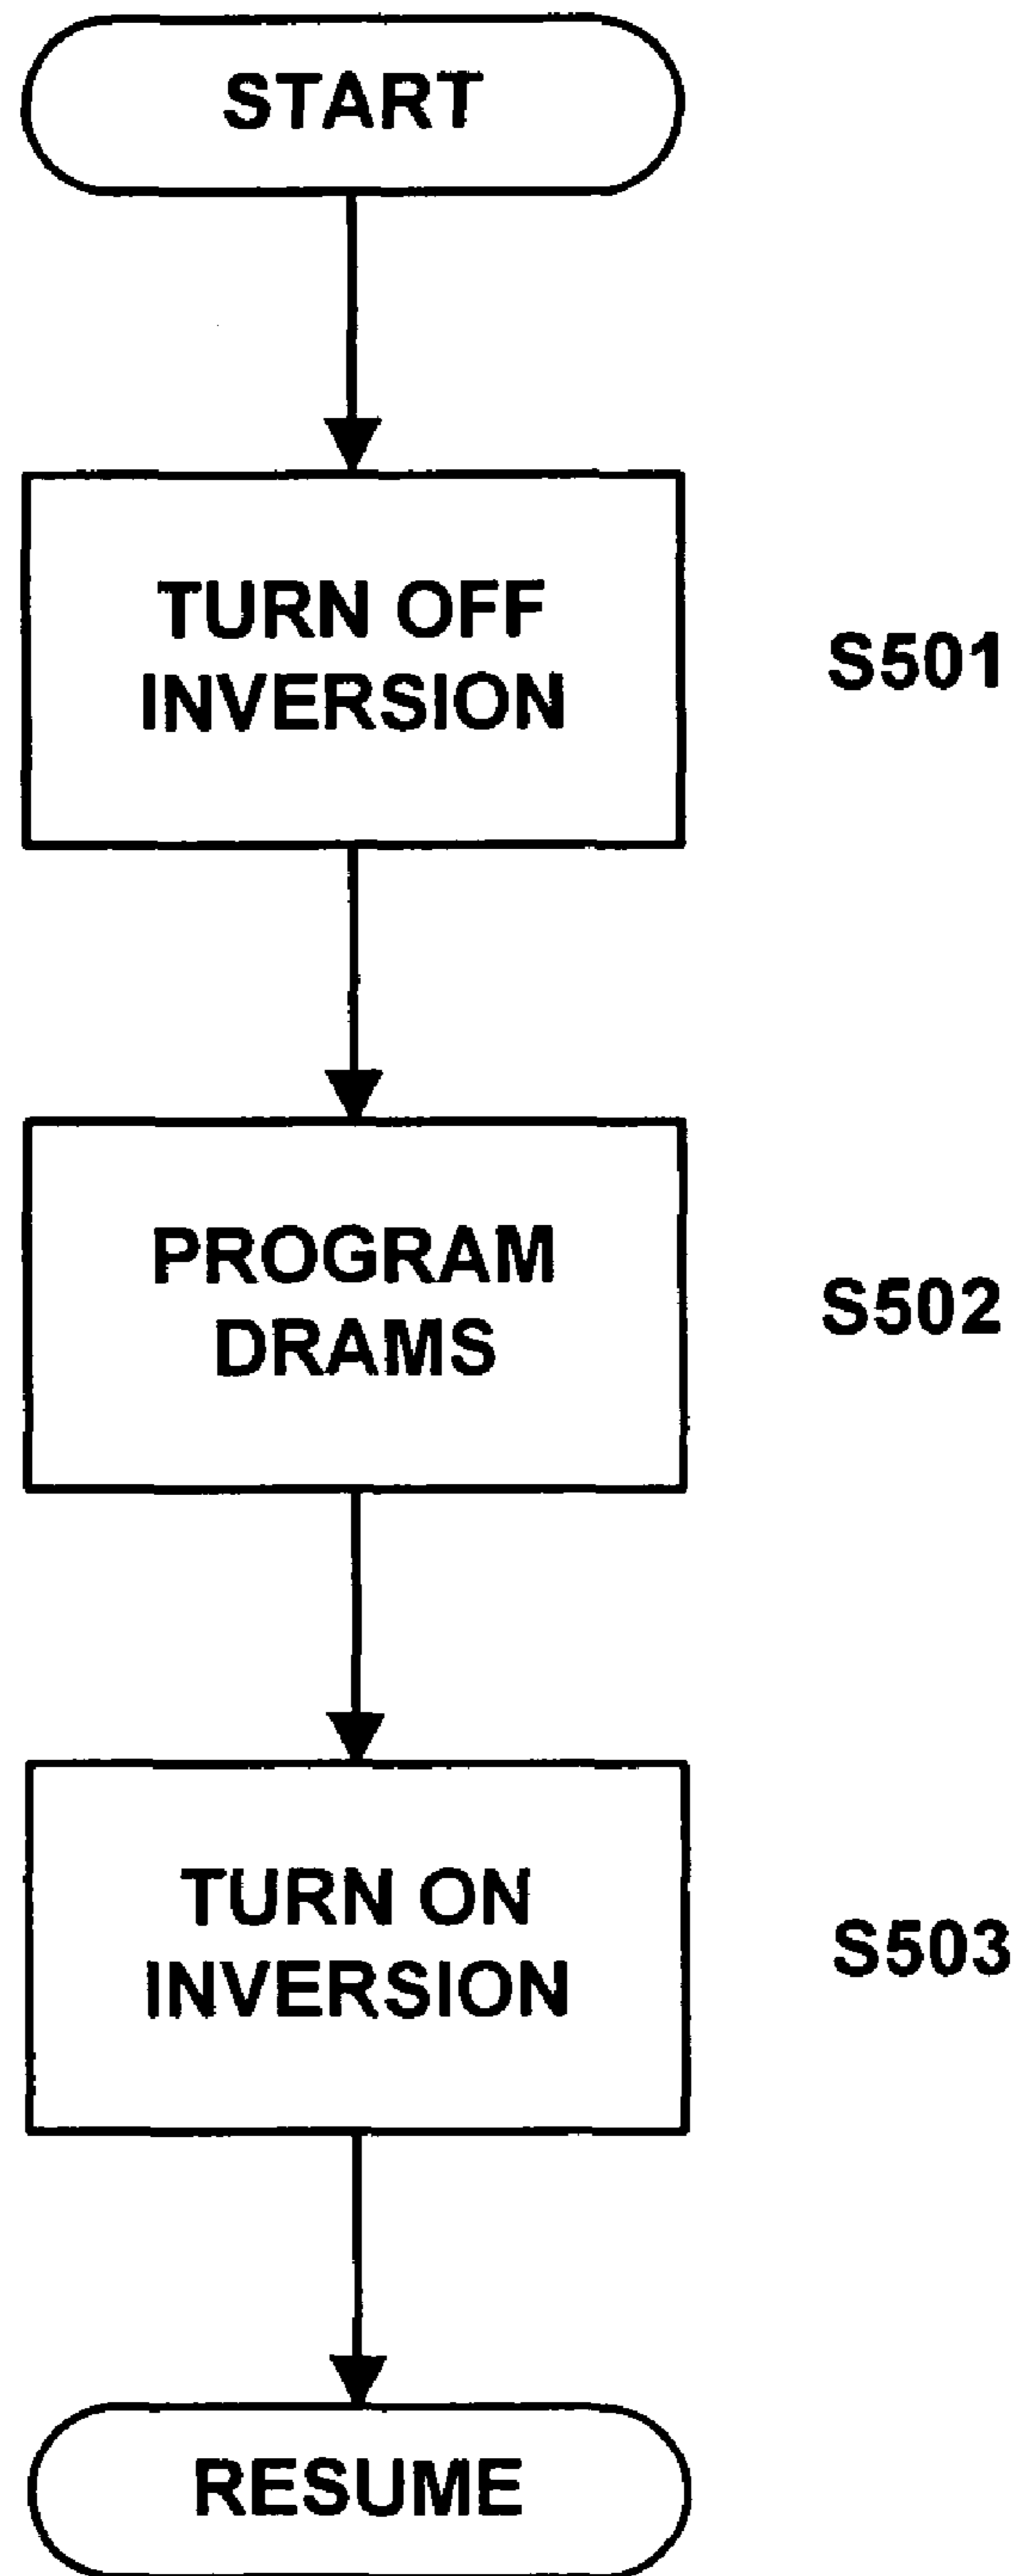 START
TURN OFF
INVERSION
S501
PROGRAM
DRAMS
S502
TURN ON
INVERSION
S503
RESUME